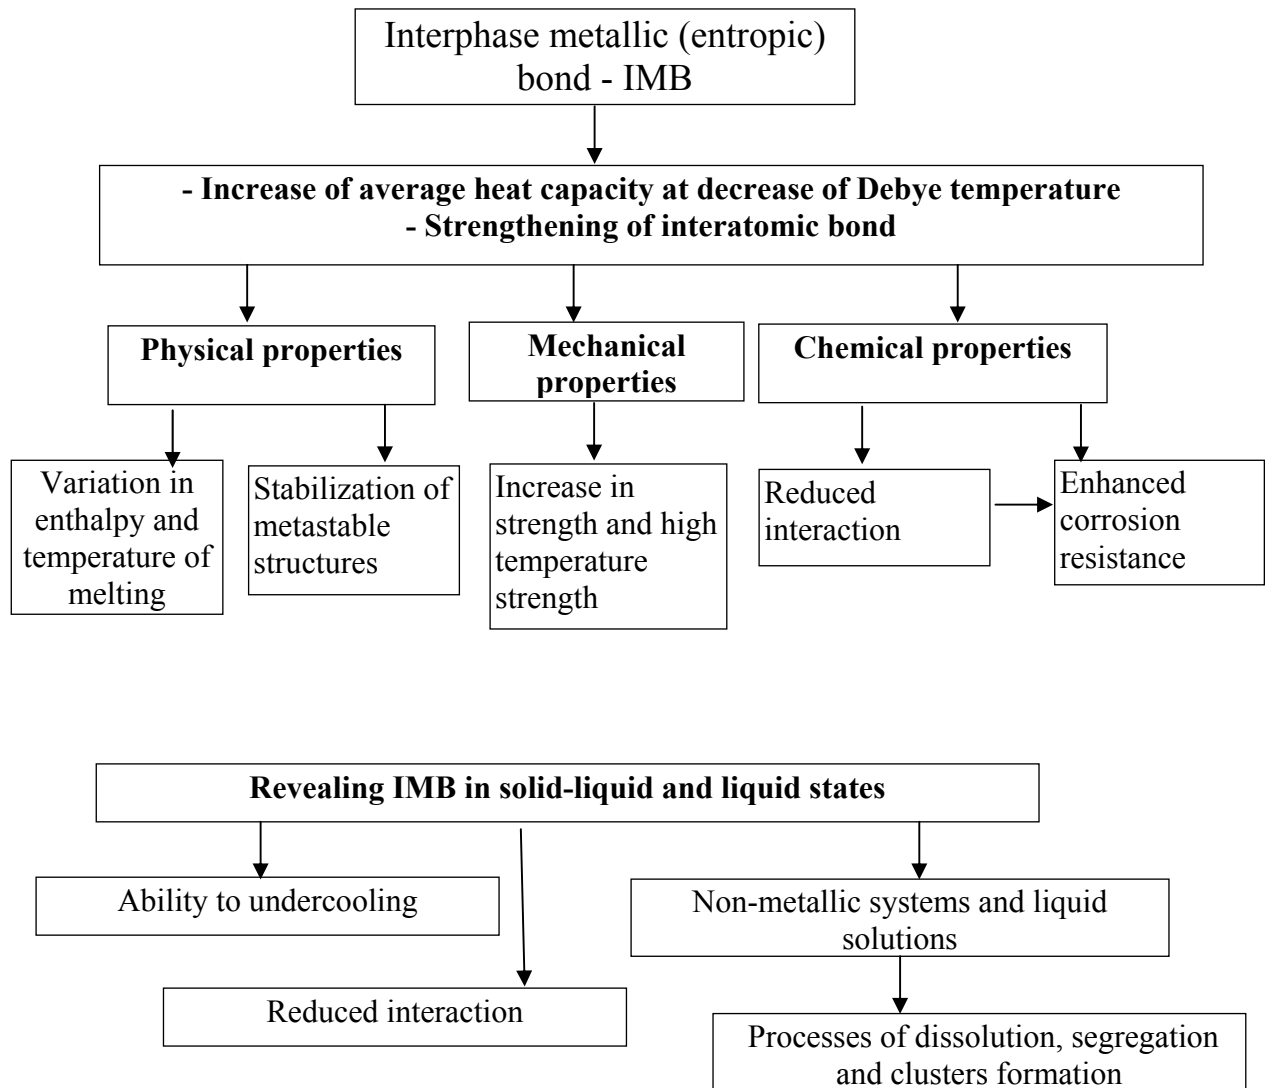 Interphase metallic (entropic)
bond - IMB
- Increase of average heat capacity at decrease of Debye temperature
- Strengthening of interatomic bond
Physical properties
Mechanical
properties
Chemical properties
Variation in
enthalpy and
temperature of
melting
Stabilization of
metastable
structures
Increase in
strength and high
temperature
strength
Reduced
interaction
Enhanced
corrosion
resistance
Revealing IMB in solid-liquid and liquid states
Ability to undercooling
Non-metallic systems and liquid
solutions
Reduced interaction
Processes of dissolution, segregation
and clusters formation